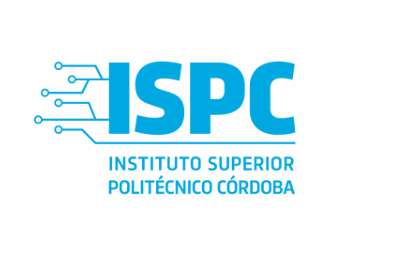 ISPC
INSTITUTO SUPERIOR
POLITÉCNICO CÓRDOBA